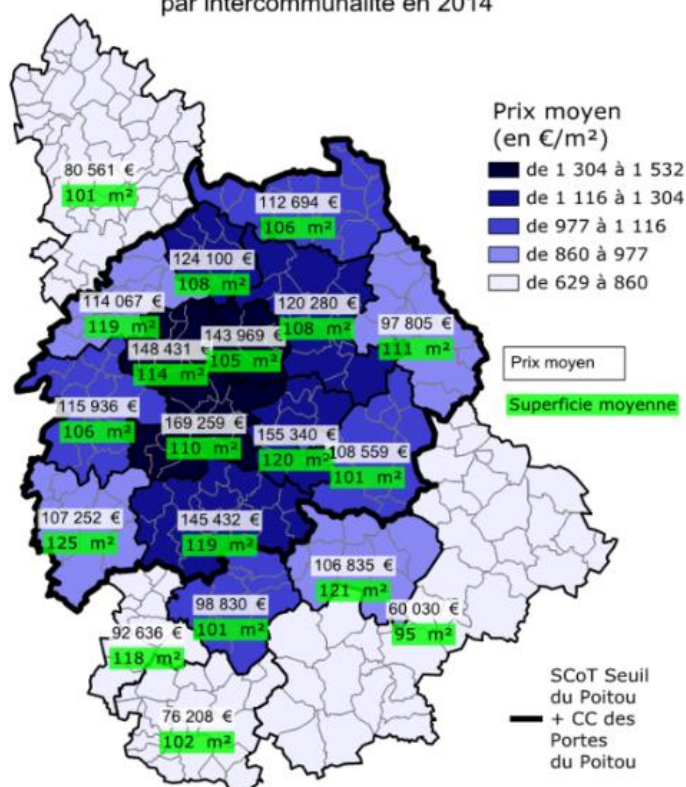 par intercommunalité en 2014
Prix moyen
(en €/m²)
de 1 304 à 1 532
de 1 116 à 1 304
de 977 à 1 116
de 860 à 977
de 629 à 860
Prix moyen
Superficie moyenne
80 561 €
101 m²
112 694 €
106 m²
124 100 €
108 m²
114 067 €
119 m²
120 280 €
108 m²
143 969 €
105 m²
97 805 €
111 m²
148 431 €
114 m²
115 936 €
106 m²
169 259 €
110 m²
155 340 €
120 m²
108 559 €
101 m²
107 252 €
125 m²
145 432 €
119 m²
106 835 €
121 m²
98 830 €
101 m²
60 030 €
95 m²
92 636 €
118 m²
76 208 €
102 m²
SCoT Seuil
du Poitou
+ CC des
Portes
du Poitou